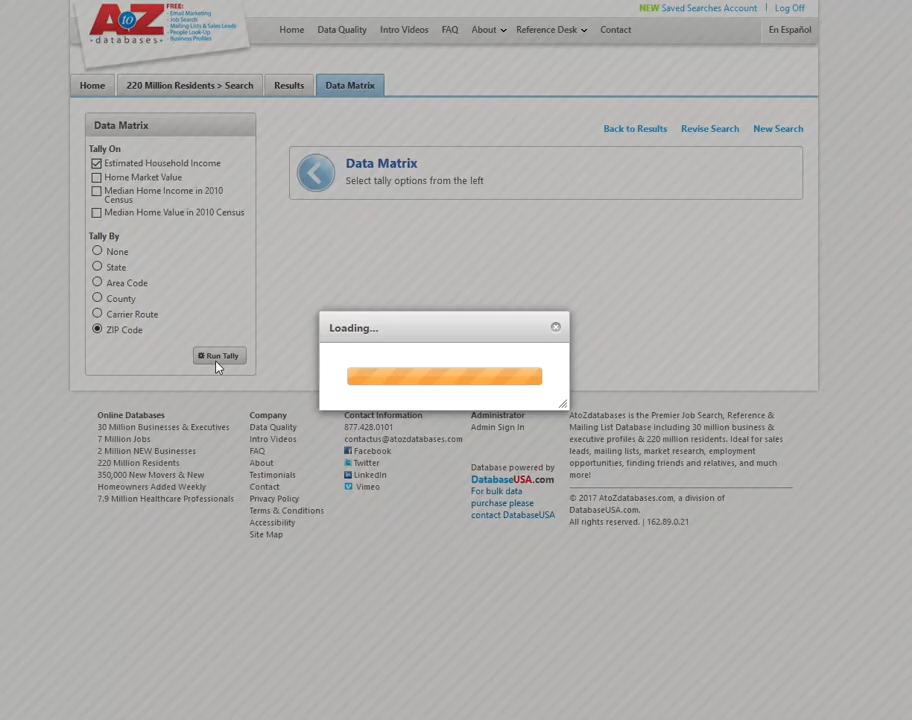 FREE:
- Email Marketing
- Job Search
- Mailing Lists & Sales Leads
- People Look-Up
- Business Profiles
A to Z
• databases •
NEW Saved Searches Account | Log Off
Home Data Quality Intro Videos FAQ About Reference Desk Contact En Español
Home 220 Million Residents > Search Results Data Matrix
Data Matrix
Tally On
Estimated Household Income
Home Market Value
Median Home Income in 2010
Census
Median Home Value in 2010 Census
Tally By
None
State
Area Code
County
Carrier Route
ZIP Code
Run Tally
Back to Results Revise Search New Search
Data Matrix
Select tally options from the left
Loading...
Online Databases
30 Million Businesses & Executives
7 Million Jobs
2 Million NEW Businesses
220 Million Residents
350,000 New Movers & New
Homeowners Added Weekly
7.9 Million Healthcare Professionals
Company
Data Quality
Intro Videos
FAQ
About
Testimonials
Contact
Privacy Policy
Terms & Conditions
Accessibility
Site Map
Contact Information
877.428.0101
contactus@atozdatabases.com
Facebook
Twitter
LinkedIn
Vimeo
Administrator
Admin Sign In
Database powered by
DatabaseUSA.com
For bulk data
purchase please
contact DatabaseUSA
AtoZdatabases is the Premier Job Search, Reference &
Mailing List Database including 30 million business &
executive profiles & 220 million residents. Ideal for sales
leads, mailing lists, market research, employment
opportunities, finding friends and relatives, and much
more!
© 2017 AtoZdatabases.com, a division of
DatabaseUSA.com.
All rights reserved. | 162.89.0.21